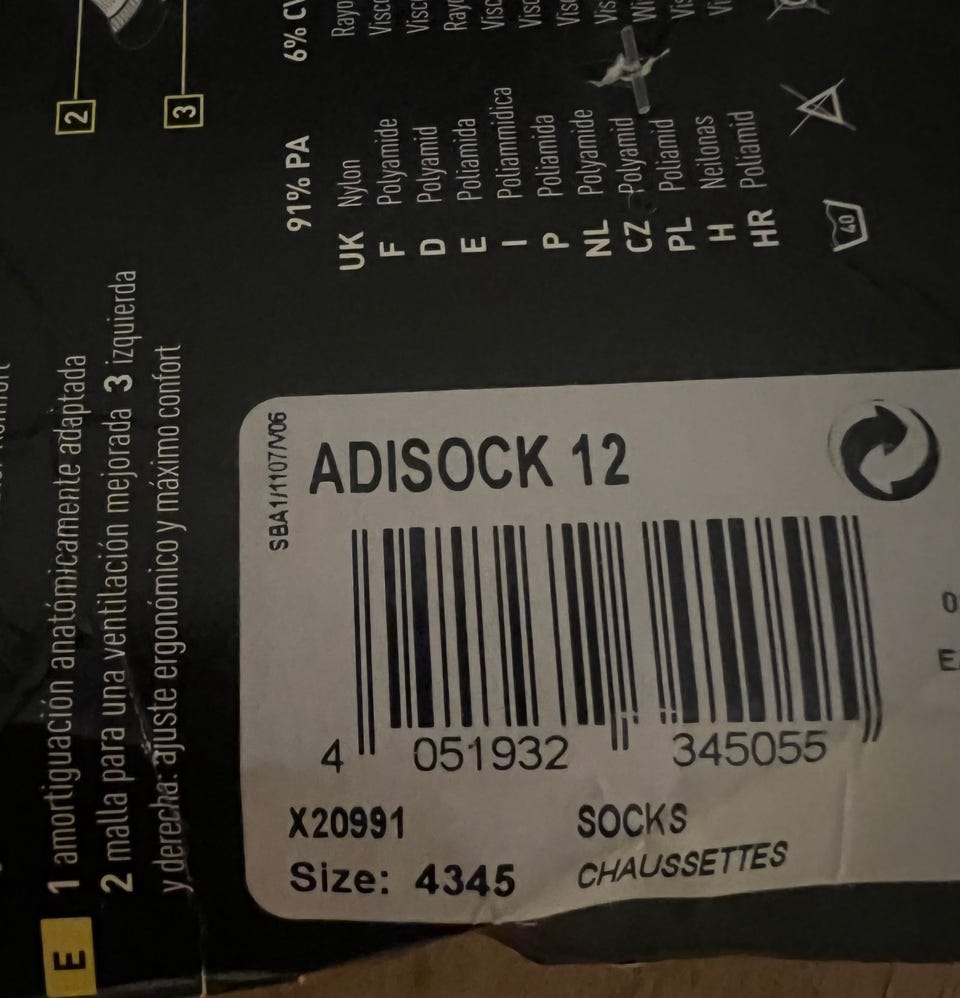 E 1 amortiguación anatómicamente adaptada
2 malla para una ventilación mejorada 3 izquierda
y derecha: ajuste ergonómico y máximo confort
2
3
91% PA 6%
UK Nylon
F Polyamide
D Polyamid
E Poliamida
I Poliammidica
P Poliamida
NL Polyamide
CZ Polyamid
PL Poliamid
H Neilonas
HR Poliamid
40
SBA1/1107/V06
ADISOCK 12
4 051932 345055
X20991 SOCKS
Size: 4345 CHAUSSETTES